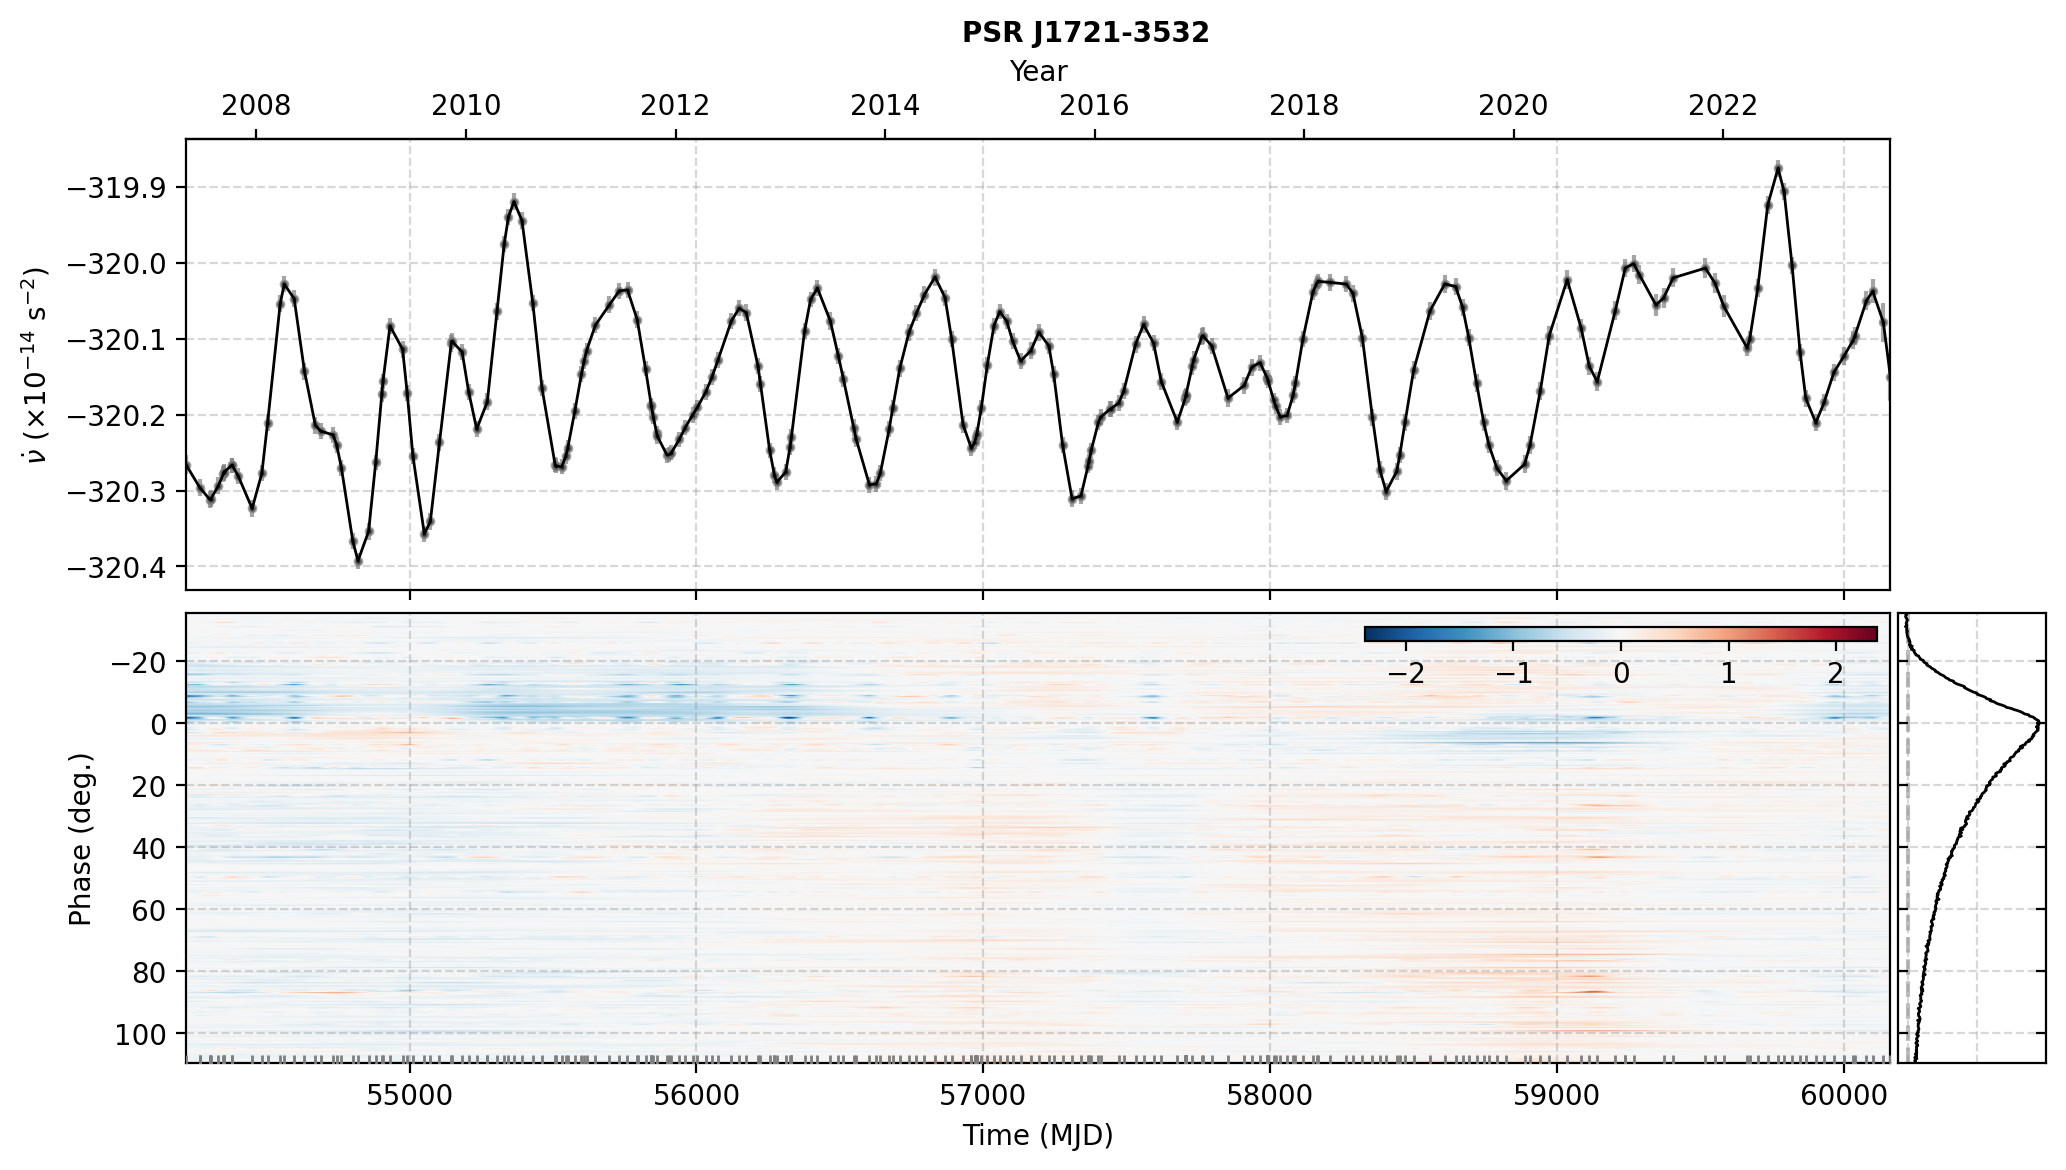 PSR J1721-3532
Year
2008 2010 2012 2014 2016 2018 2020 2022
−319.9
−320.0
−320.1
−320.2
−320.3
−320.4
ν̇ (×10⁻¹⁴ s⁻²)
−2 −1 0 1 2
−20
0
20
40
60
80
100
Phase (deg.)
55000 56000 57000 58000 59000 60000
Time (MJD)